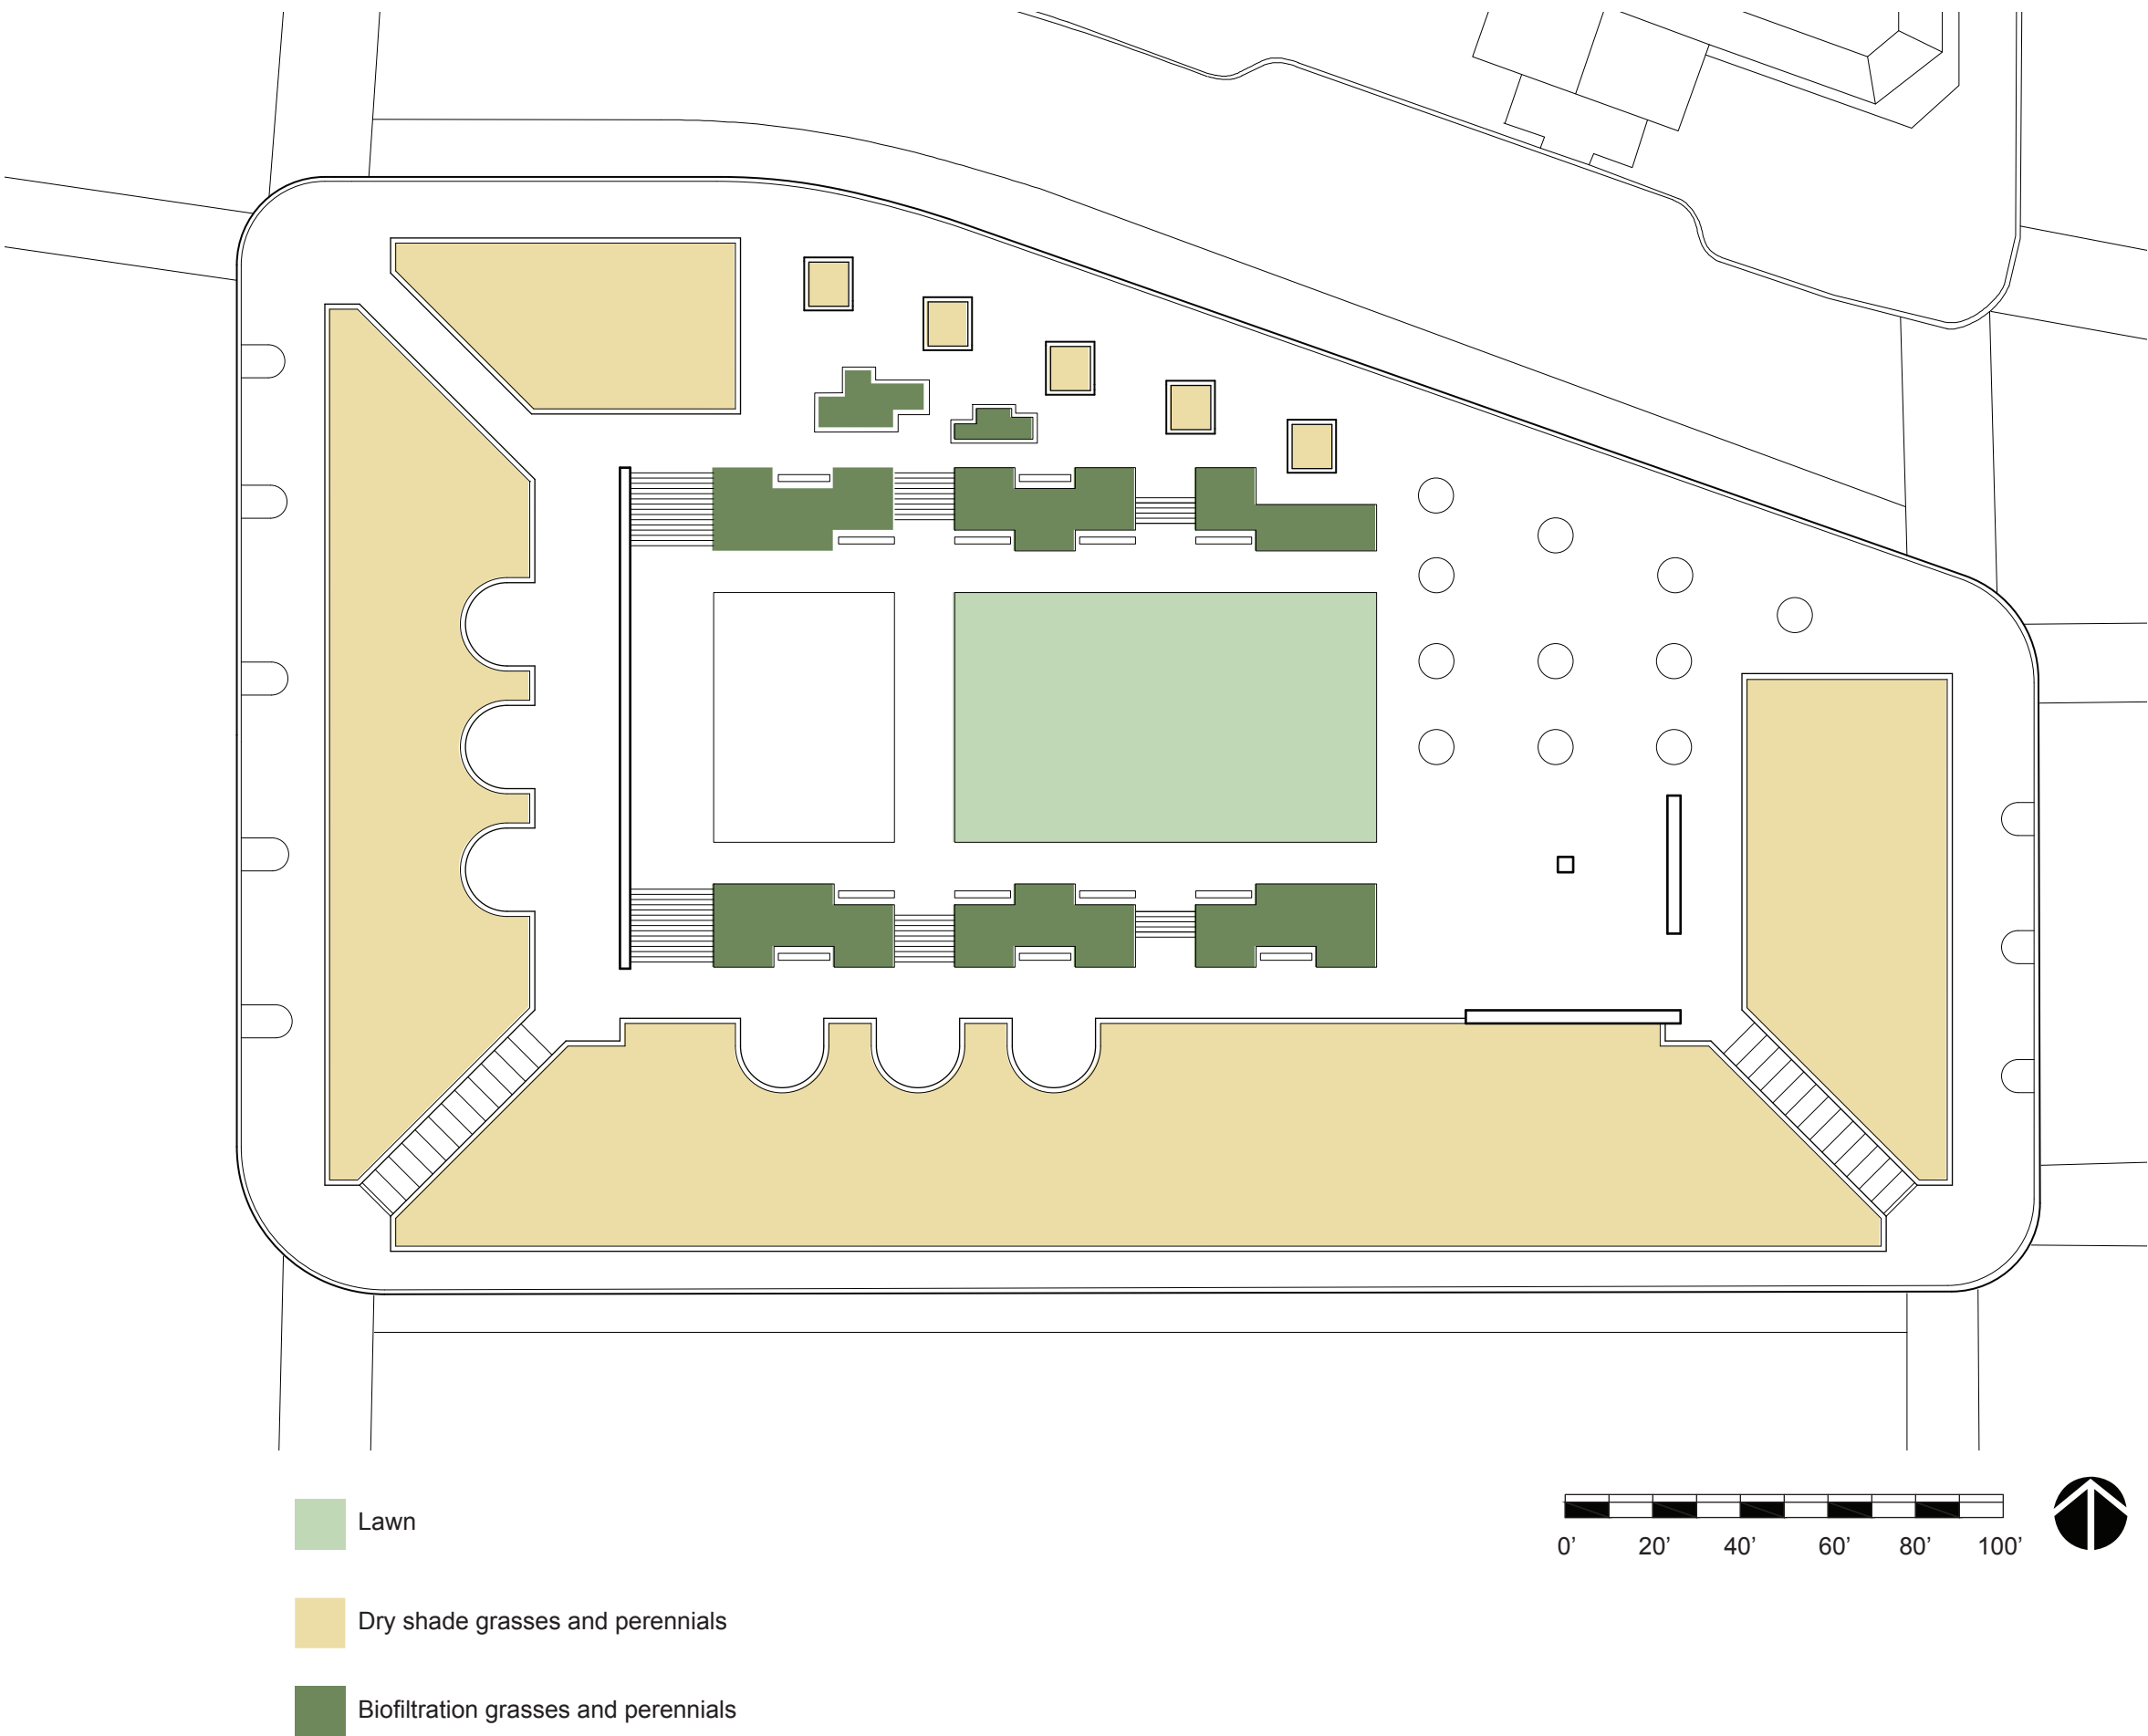 Lawn
Dry shade grasses and perennials
Biofiltration grasses and perennials
0’ 20’ 40’ 60’ 80’ 100’